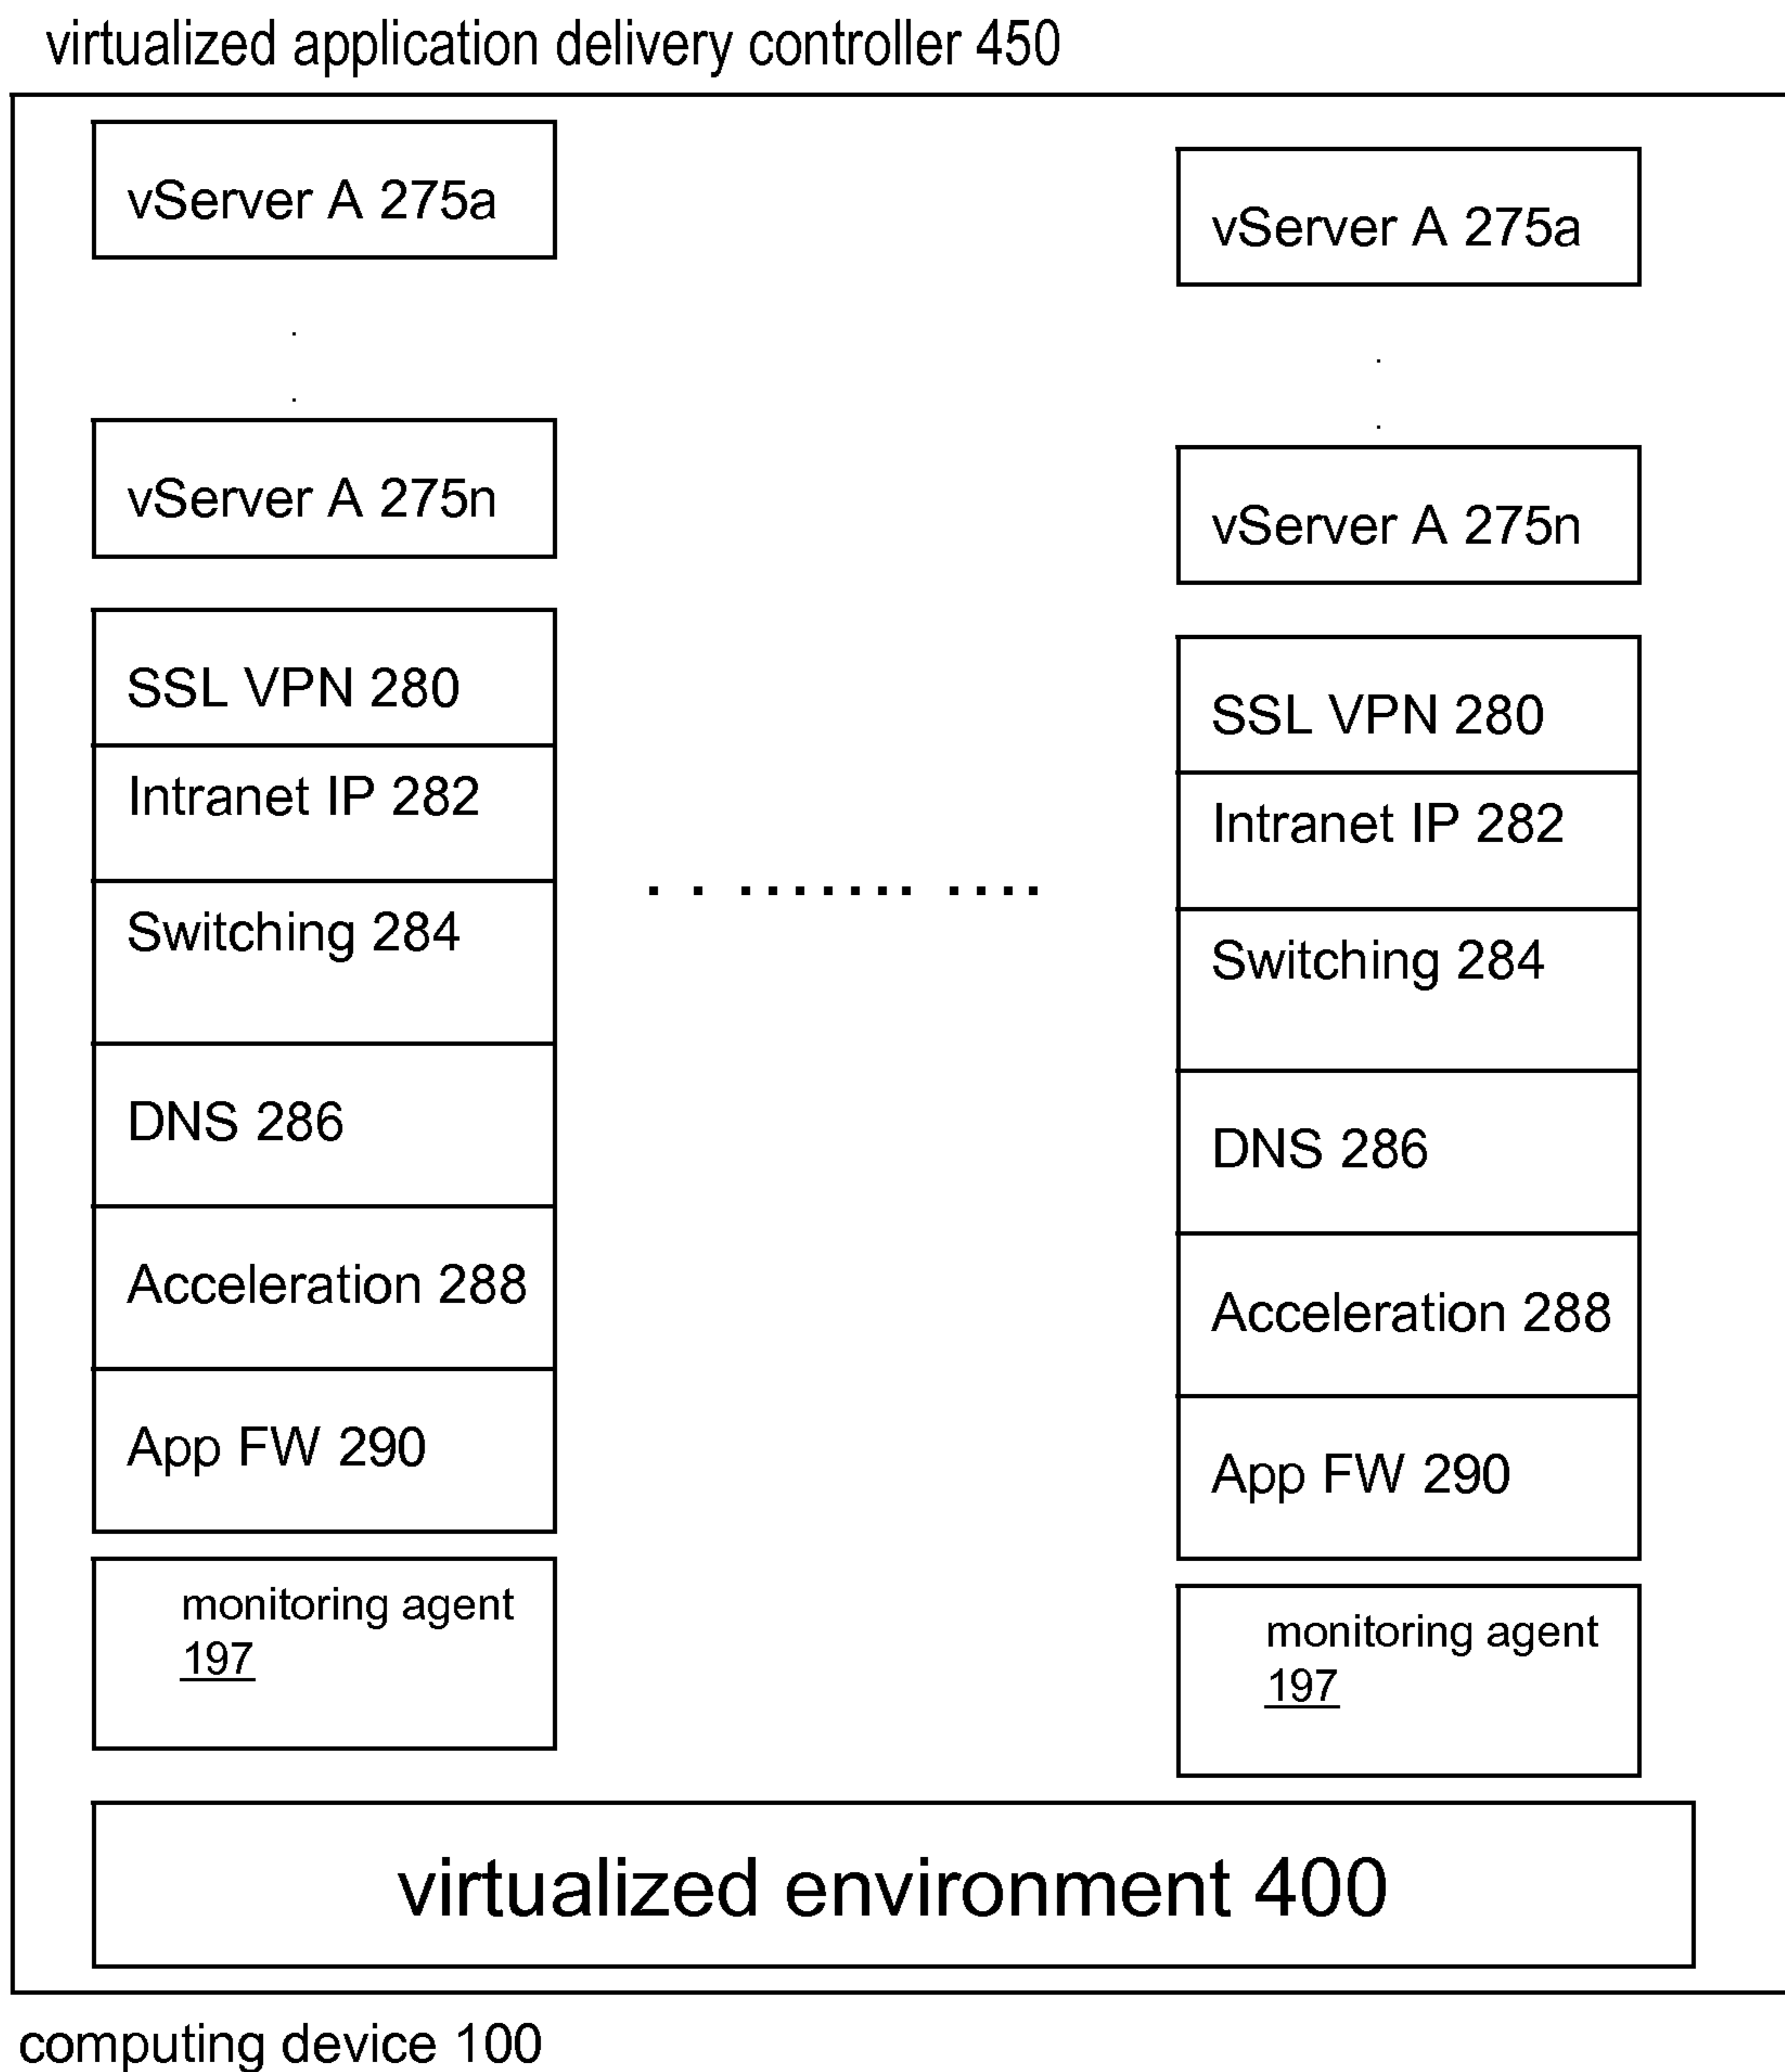 virtualized application delivery controller 450
vServer A 275a
vServer A 275n
SSL VPN 280
Intranet IP 282
Switching 284
DNS 286
Acceleration 288
App FW 290
monitoring agent
197
vServer A 275a
vServer A 275n
SSL VPN 280
Intranet IP 282
Switching 284
DNS 286
Acceleration 288
App FW 290
monitoring agent
197
virtualized environment 400
computing device 100